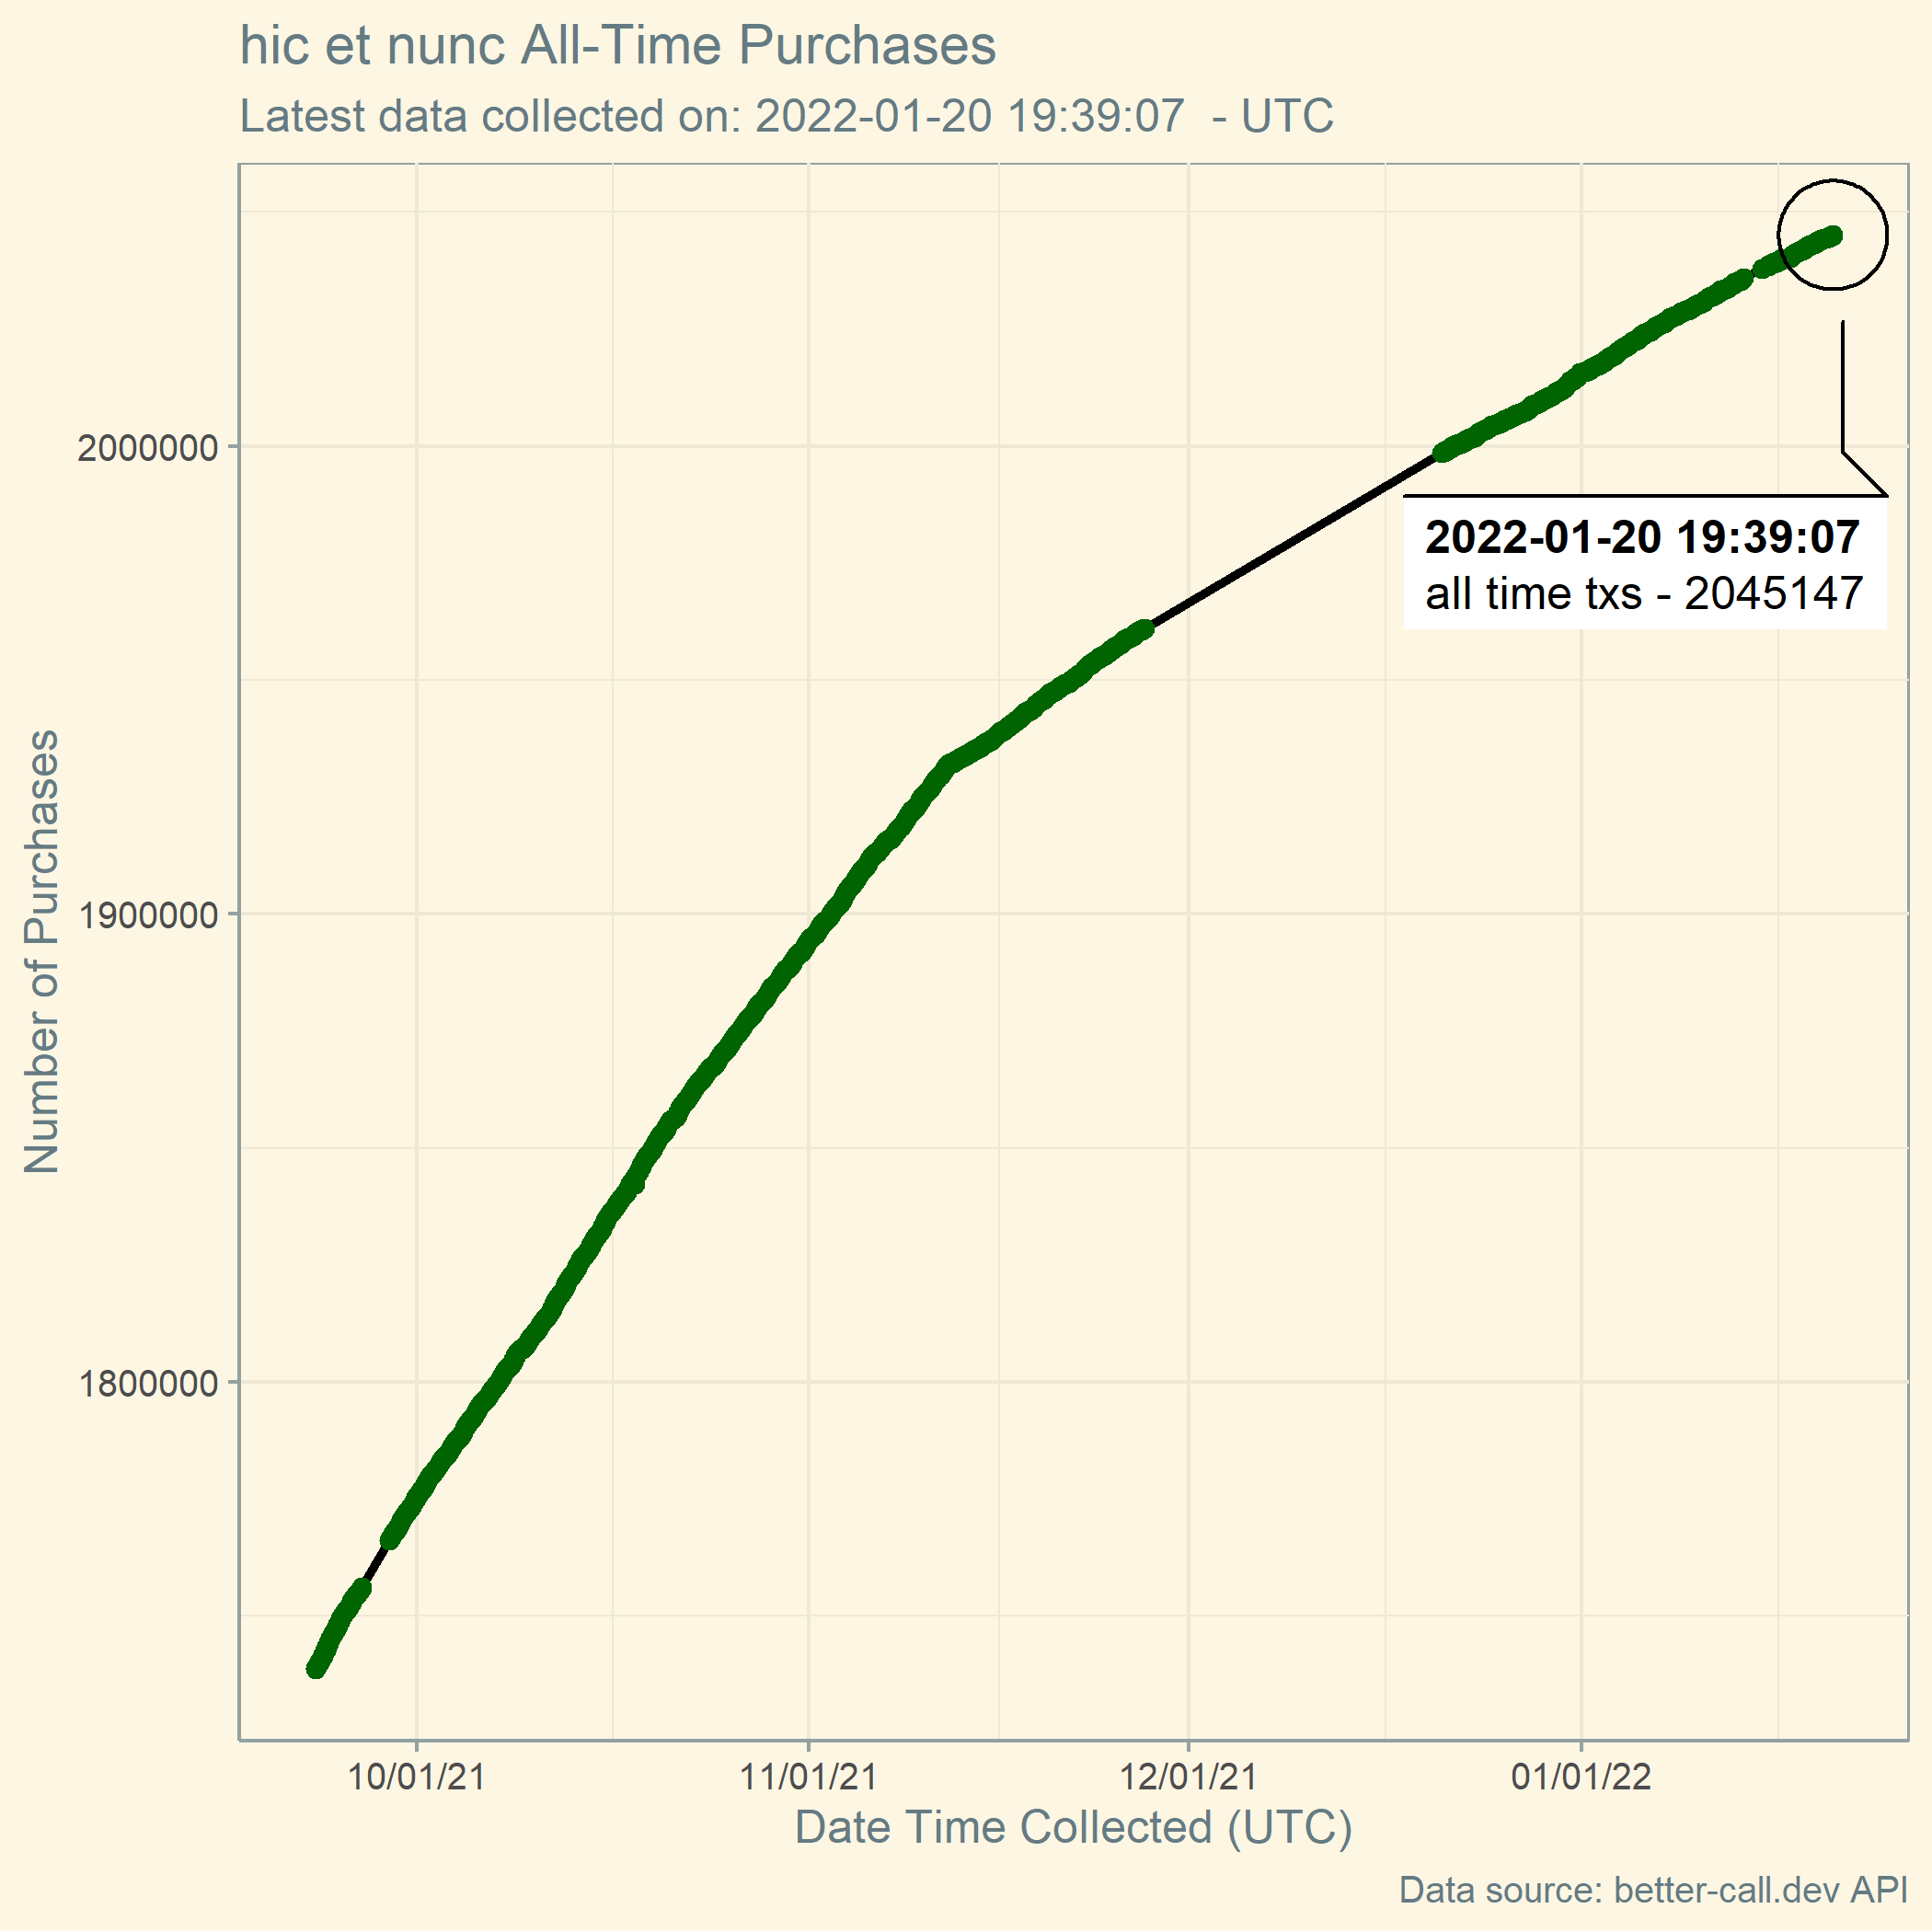 hic et nunc All-Time Purchases
Latest data collected on: 2022-01-20 19:39:07  - UTC
Number of Purchases
2000000
1900000
1800000
2022-01-20 19:39:07
all time txs - 2045147
10/01/21
11/01/21
12/01/21
01/01/22
Date Time Collected (UTC)
Data source: better-call.dev API